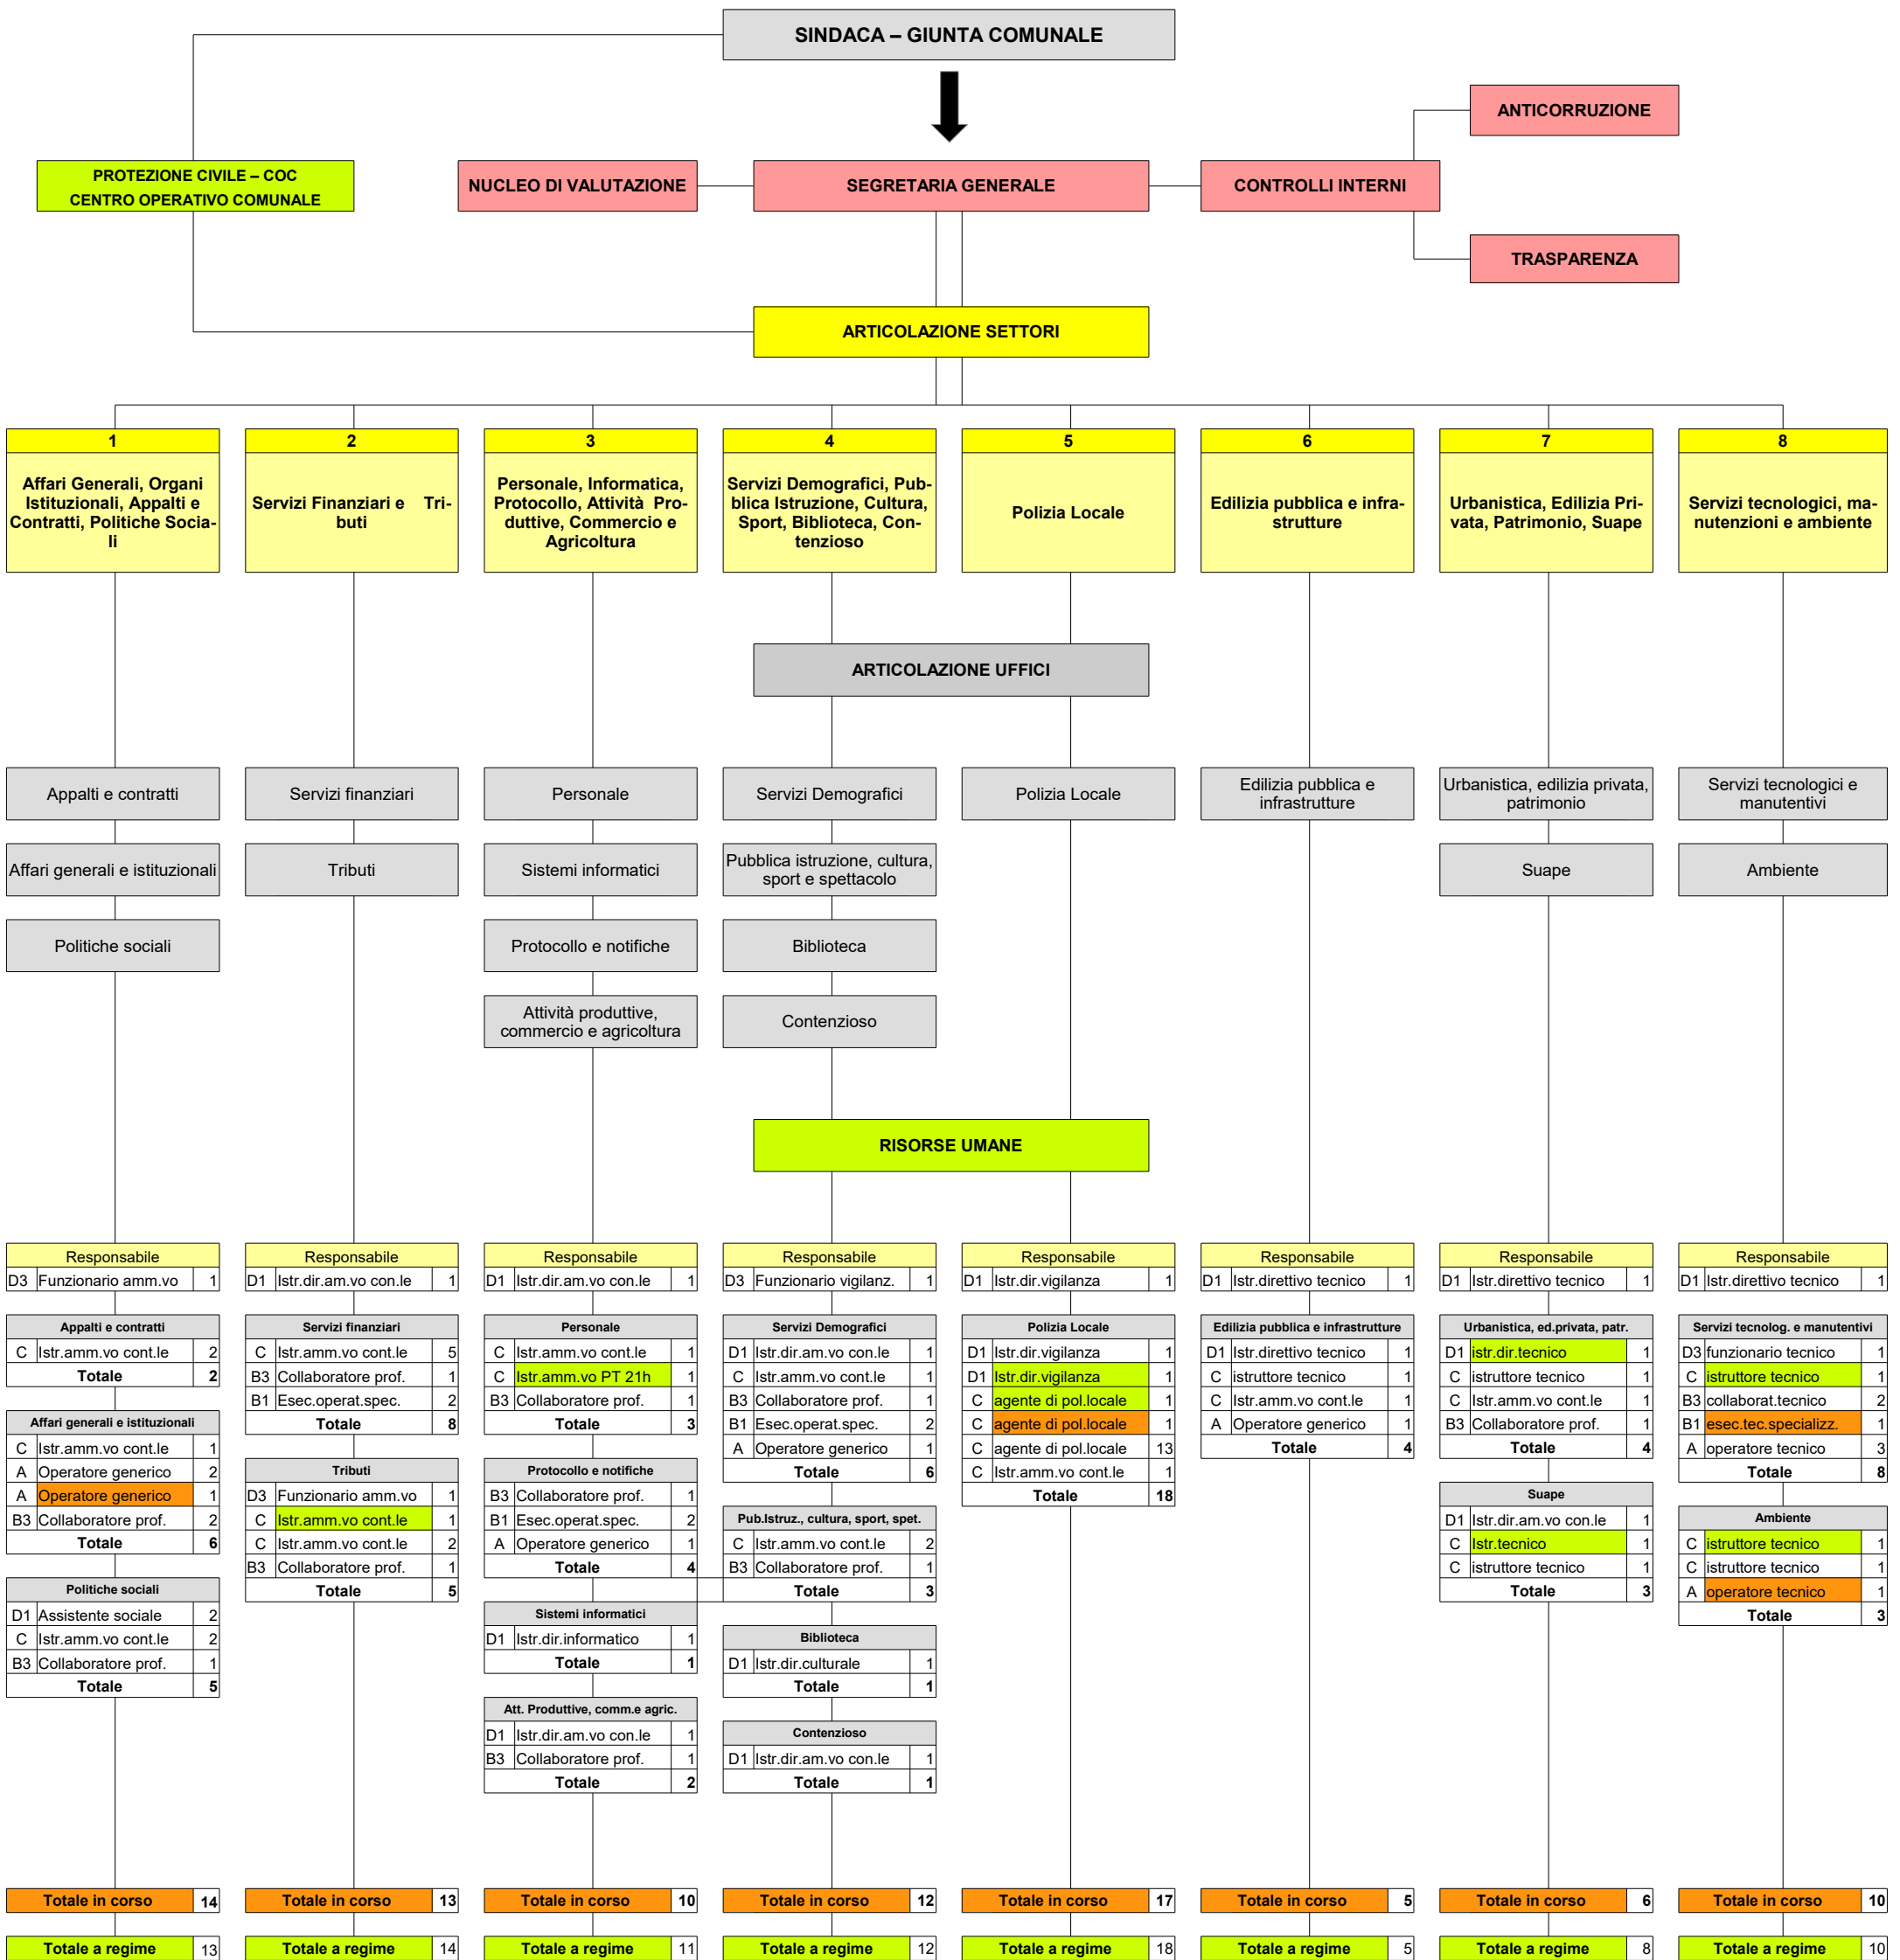 SINDACA – GIUNTA COMUNALE
ANTICORRUZIONE
PROTEZIONE CIVILE – COC
CENTRO OPERATIVO COMUNALE
NUCLEO DI VALUTAZIONE
SEGRETARIA GENERALE
CONTROLLI INTERNI
TRASPARENZA
ARTICOLAZIONE SETTORI
1
Affari Generali, Organi
Istituzionali, Appalti e
Contratti, Politiche Socia-
li
2
Servizi Finanziari e Tri-
buti
3
Personale, Informatica,
Protocollo, Attività Pro-
duttive, Commercio e
Agricoltura
4
Servizi Demografici, Pub-
blica Istruzione, Cultura,
Sport, Biblioteca, Con-
tenzioso
5
Polizia Locale
6
Edilizia pubblica e infra-
strutture
7
Urbanistica, Edilizia Pri-
vata, Patrimonio, Suape
8
Servizi tecnologici, ma-
nutenzioni e ambiente
ARTICOLAZIONE UFFICI
Appalti e contratti
Affari generali e istituzionali
Politiche sociali
Servizi finanziari
Tributi
Personale
Sistemi informatici
Protocollo e notifiche
Attività produttive,
commercio e agricoltura
Servizi Demografici
Pubblica istruzione, cultura,
sport e spettacolo
Biblioteca
Contenzioso
Polizia Locale
Edilizia pubblica e
infrastrutture
Urbanistica, edilizia privata,
patrimonio
Suape
Servizi tecnologici e
manutentivi
Ambiente
RISORSE UMANE
Responsabile
D3 Funzionario amm.vo 1
Appalti e contratti
C Istr.amm.vo cont.le 2
Totale 2
Affari generali e istituzionali
C Istr.amm.vo cont.le 1
A Operatore generico 2
A Operatore generico 1
B3 Collaboratore prof. 2
Totale 6
Politiche sociali
D1 Assistente sociale 2
C Istr.amm.vo cont.le 2
B3 Collaboratore prof. 1
Totale 5
Totale in corso 14
Totale a regime 13
Responsabile
D1 Istr.dir.am.vo con.le 1
Servizi finanziari
C Istr.amm.vo cont.le 5
B3 Collaboratore prof. 1
B1 Esec.operat.spec. 2
Totale 8
Tributi
D3 Funzionario amm.vo 1
C Istr.amm.vo cont.le 1
C Istr.amm.vo cont.le 2
B3 Collaboratore prof. 1
Totale 5
Totale in corso 13
Totale a regime 14
Responsabile
D1 Istr.dir.am.vo con.le 1
Personale
C Istr.amm.vo cont.le 1
C Istr.amm.vo PT 21h 1
B3 Collaboratore prof. 1
Totale 3
Protocollo e notifiche
B3 Collaboratore prof. 1
B1 Esec.operat.spec. 2
A Operatore generico 1
Totale 4
Sistemi informatici
D1 Istr.dir.informatico 1
Totale 1
Att. Produttive, comm.e agric.
D1 Istr.dir.am.vo con.le 1
B3 Collaboratore prof. 1
Totale 2
Totale in corso 10
Totale a regime 11
Responsabile
D3 Funzionario vigilanz. 1
Servizi Demografici
D1 Istr.dir.am.vo con.le 1
C Istr.amm.vo cont.le 1
B3 Collaboratore prof. 1
B1 Esec.operat.spec. 2
A Operatore generico 1
Totale 6
Pub.Istruz., cultura, sport, spet.
C Istr.amm.vo cont.le 2
B3 Collaboratore prof. 1
Totale 3
Biblioteca
D1 Istr.dir.culturale 1
Totale 1
Contenzioso
D1 Istr.dir.am.vo con.le 1
Totale 1
Totale in corso 12
Totale a regime 12
Responsabile
D1 Istr.dir.vigilanza 1
Polizia Locale
D1 Istr.dir.vigilanza 1
D1 Istr.dir.vigilanza 1
C agente di pol.locale 1
C agente di pol.locale 1
C agente di pol.locale 13
C Istr.amm.vo cont.le 1
Totale 18
Totale in corso 17
Totale a regime 18
Responsabile
D1 Istr.direttivo tecnico 1
Edilizia pubblica e infrastrutture
D1 Istr.direttivo tecnico 1
C istruttore tecnico 1
C Istr.amm.vo cont.le 1
A Operatore generico 1
Totale 4
Totale in corso 5
Totale a regime 5
Responsabile
D1 Istr.direttivo tecnico 1
Urbanistica, ed.privata, patr.
D1 istr.dir.tecnico 1
C istruttore tecnico 1
C Istr.amm.vo cont.le 1
B3 Collaboratore prof. 1
Totale 4
Suape
D1 Istr.dir.am.vo con.le 1
C Istr.tecnico 1
C istruttore tecnico 1
Totale 3
Totale in corso 6
Totale a regime 8
Responsabile
D1 Istr.direttivo tecnico 1
Servizi tecnolog. e manutentivi
D3 funzionario tecnico 1
C istruttore tecnico 1
B3 collaborat.tecnico 2
B1 esec.tec.specializz. 1
A operatore tecnico 3
Totale 8
Ambiente
C istruttore tecnico 1
C istruttore tecnico 1
A operatore tecnico 1
Totale 3
Totale in corso 10
Totale a regime 10